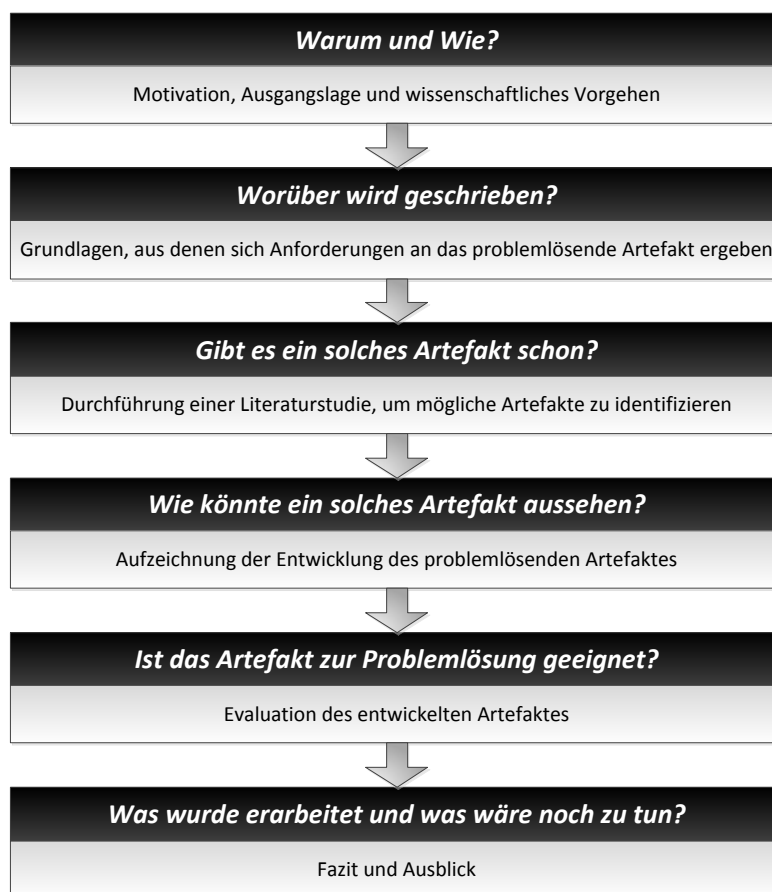 Warum und Wie?
Motivation, Ausgangslage und wissenschaftliches Vorgehen
Worüber wird geschrieben?
Grundlagen, aus denen sich Anforderungen an das problemlösende Artefakt ergeben
Gibt es ein solches Artefakt schon?
Durchführung einer Literaturstudie, um mögliche Artefakte zu identifizieren
Wie könnte ein solches Artefakt aussehen?
Aufzeichnung der Entwicklung des problemlösenden Artefaktes
Ist das Artefakt zur Problemlösung geeignet?
Evaluation des entwickelten Artefaktes
Was wurde erarbeitet und was wäre noch zu tun?
Fazit und Ausblick